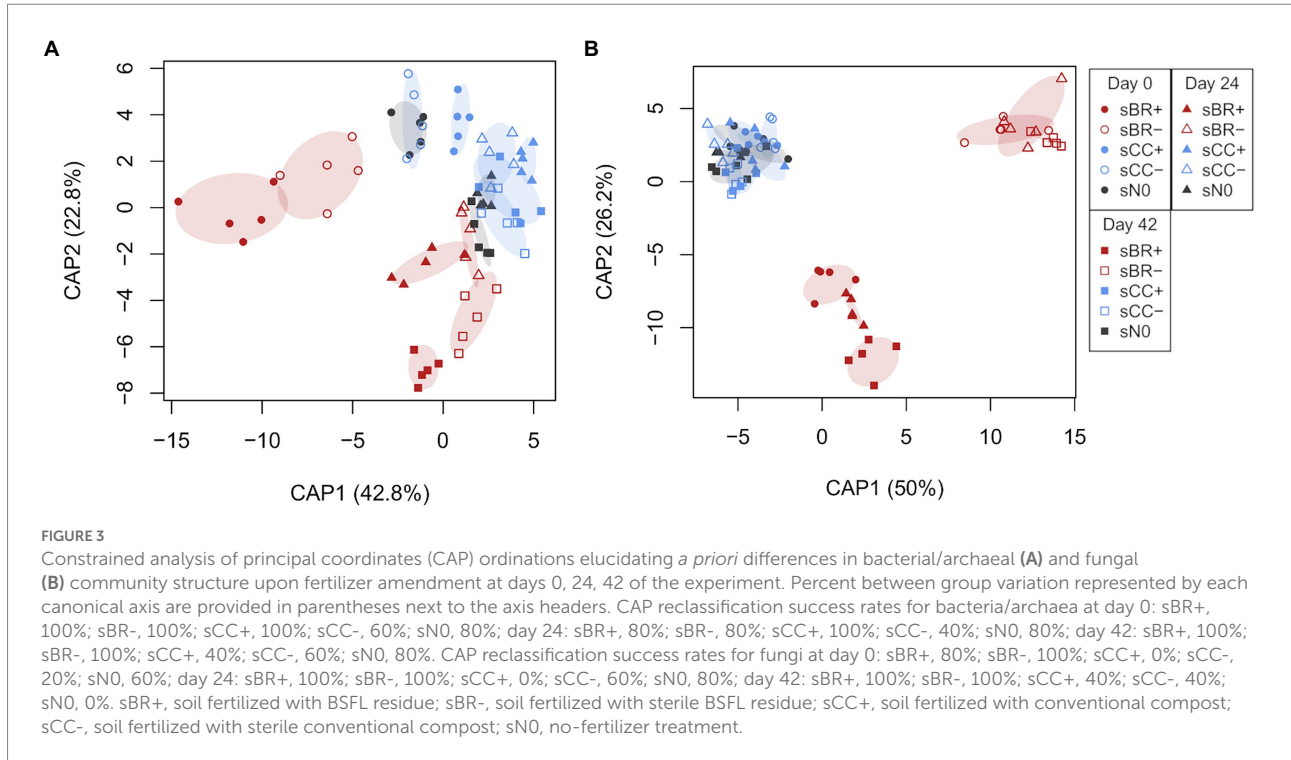 A
B
6
4
2
0
−2
−4
−6
−8
CAP2 (22.8%)
−15
−10
−5
0
5
CAP1 (42.8%)
5
0
−5
−10
CAP2 (26.2%)
−5
0
5
10
15
CAP1 (50%)
Day 0
sBR+
sBR−
sCC+
sCC−
sN0
Day 24
sBR+
sBR−
sCC+
sCC−
sN0
Day 42
sBR+
sBR−
sCC+
sCC−
sN0
FIGURE 3
Constrained analysis of principal coordinates (CAP) ordinations elucidating a priori differences in bacterial/archaeal (A) and fungal
(B) community structure upon fertilizer amendment at days 0, 24, 42 of the experiment. Percent between group variation represented by each
canonical axis are provided in parentheses next to the axis headers. CAP reclassification success rates for bacteria/archaea at day 0: sBR+,
100%; sBR-, 100%; sCC+, 100%; sCC-, 60%; sN0, 80%; day 24: sBR+, 80%; sBR-, 80%; sCC+, 100%; sCC-, 40%; sN0, 80%; day 42: sBR+, 100%;
sBR-, 100%; sCC+, 40%; sCC-, 60%; sN0, 80%. CAP reclassification success rates for fungi at day 0: sBR+, 80%; sBR-, 100%; sCC+, 0%; sCC-,
20%; sN0, 60%; day 24: sBR+, 100%; sBR-, 100%; sCC+, 0%; sCC-, 60%; sN0, 80%; day 42: sBR+, 100%; sBR-, 100%; sCC+, 40%; sCC-, 40%;
sN0, 0%. sBR+, soil fertilized with BSFL residue; sBR-, soil fertilized with sterile BSFL residue; sCC+, soil fertilized with conventional compost;
sCC-, soil fertilized with sterile conventional compost; sN0, no-fertilizer treatment.